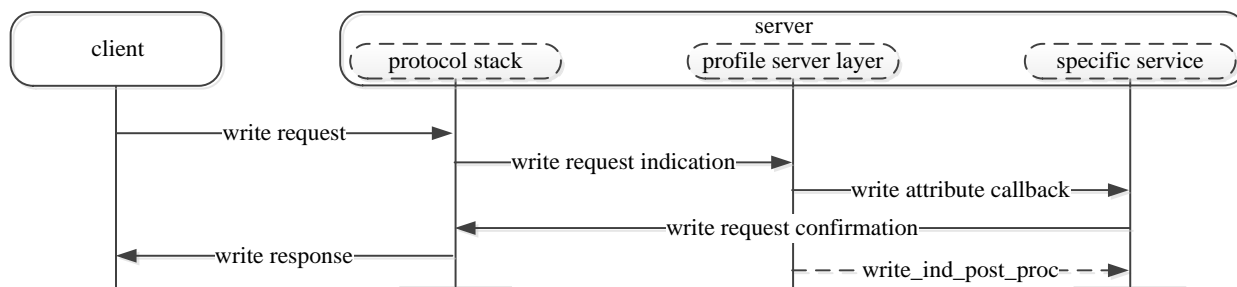 client
server
protocol stack
profile server layer
specific service
write request
write request indication
write attribute callback
write request confirmation
write response
write_ind_post_proc